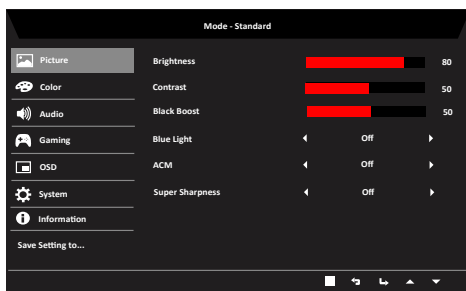 Mode - Standard
Picture
Brightness 80
Color
Contrast 50
Audio
Black Boost 50
Gaming
Blue Light Off
OSD
ACM Off
System
Super Sharpness Off
Information
Save Setting to...